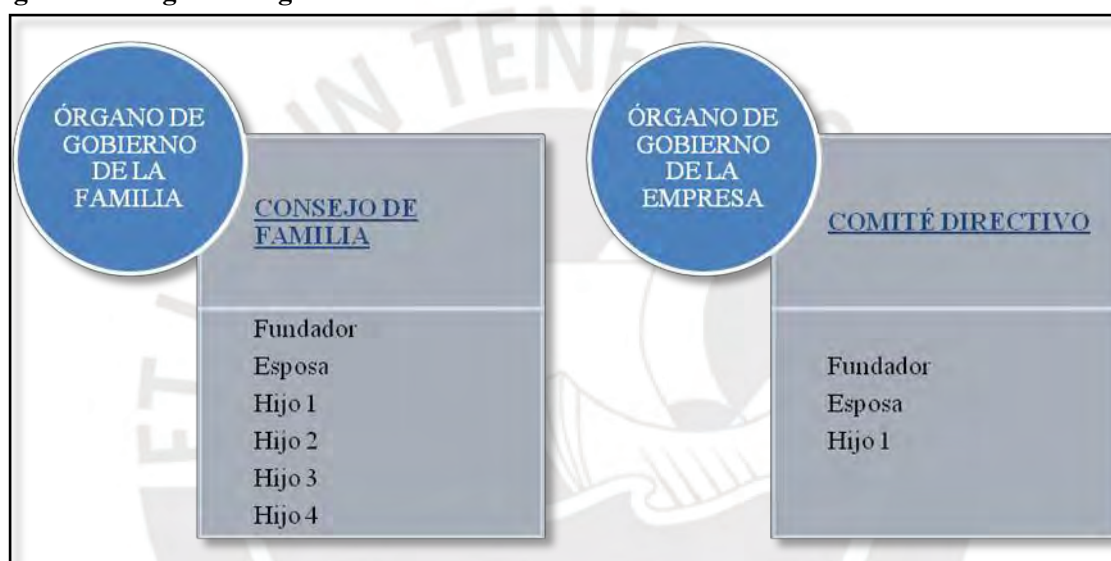 ÓRGANO DE
GOBIERNO
DE LA
FAMILIA
CONSEJO DE
FAMILIA
Fundador
Esposa
Hijo 1
Hijo 2
Hijo 3
Hijo 4
ÓRGANO DE
GOBIERNO
DE LA
EMPRESA
COMITÉ DIRECTIVO
Fundador
Esposa
Hijo 1